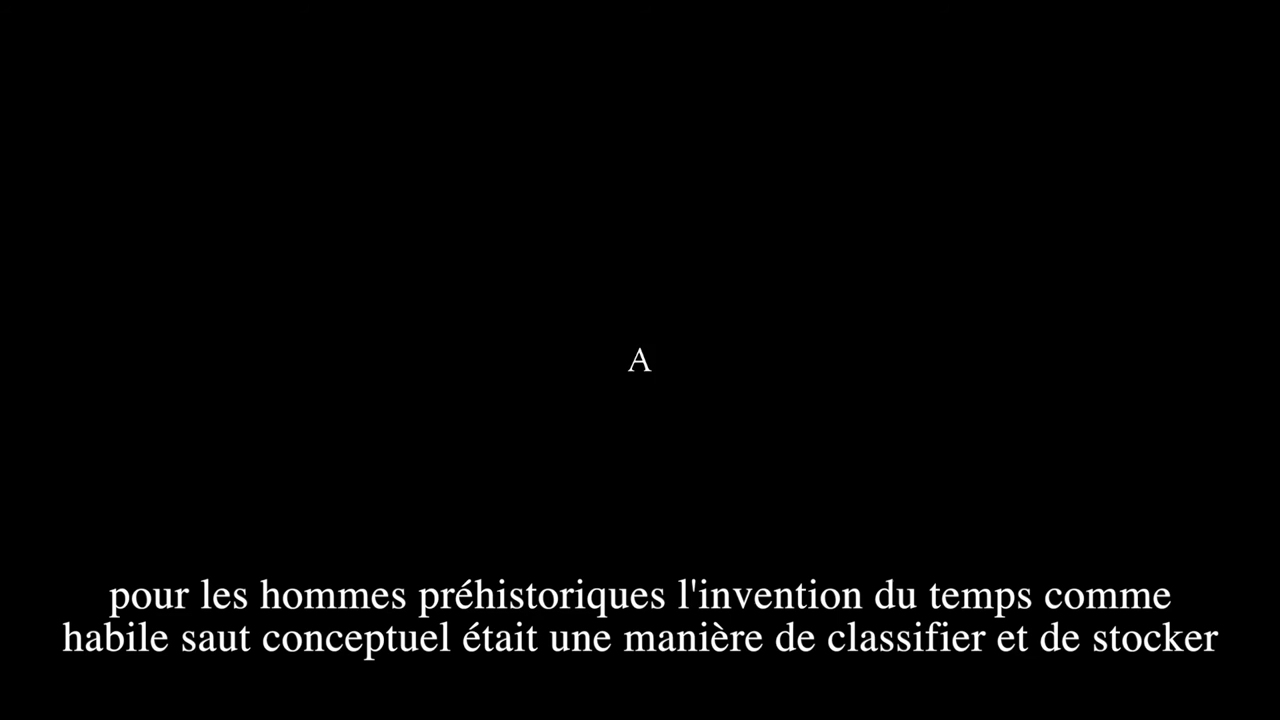 A
pour les hommes préhistoriques l'invention du temps comme
habile saut conceptuel était une manière de classifier et de stocker